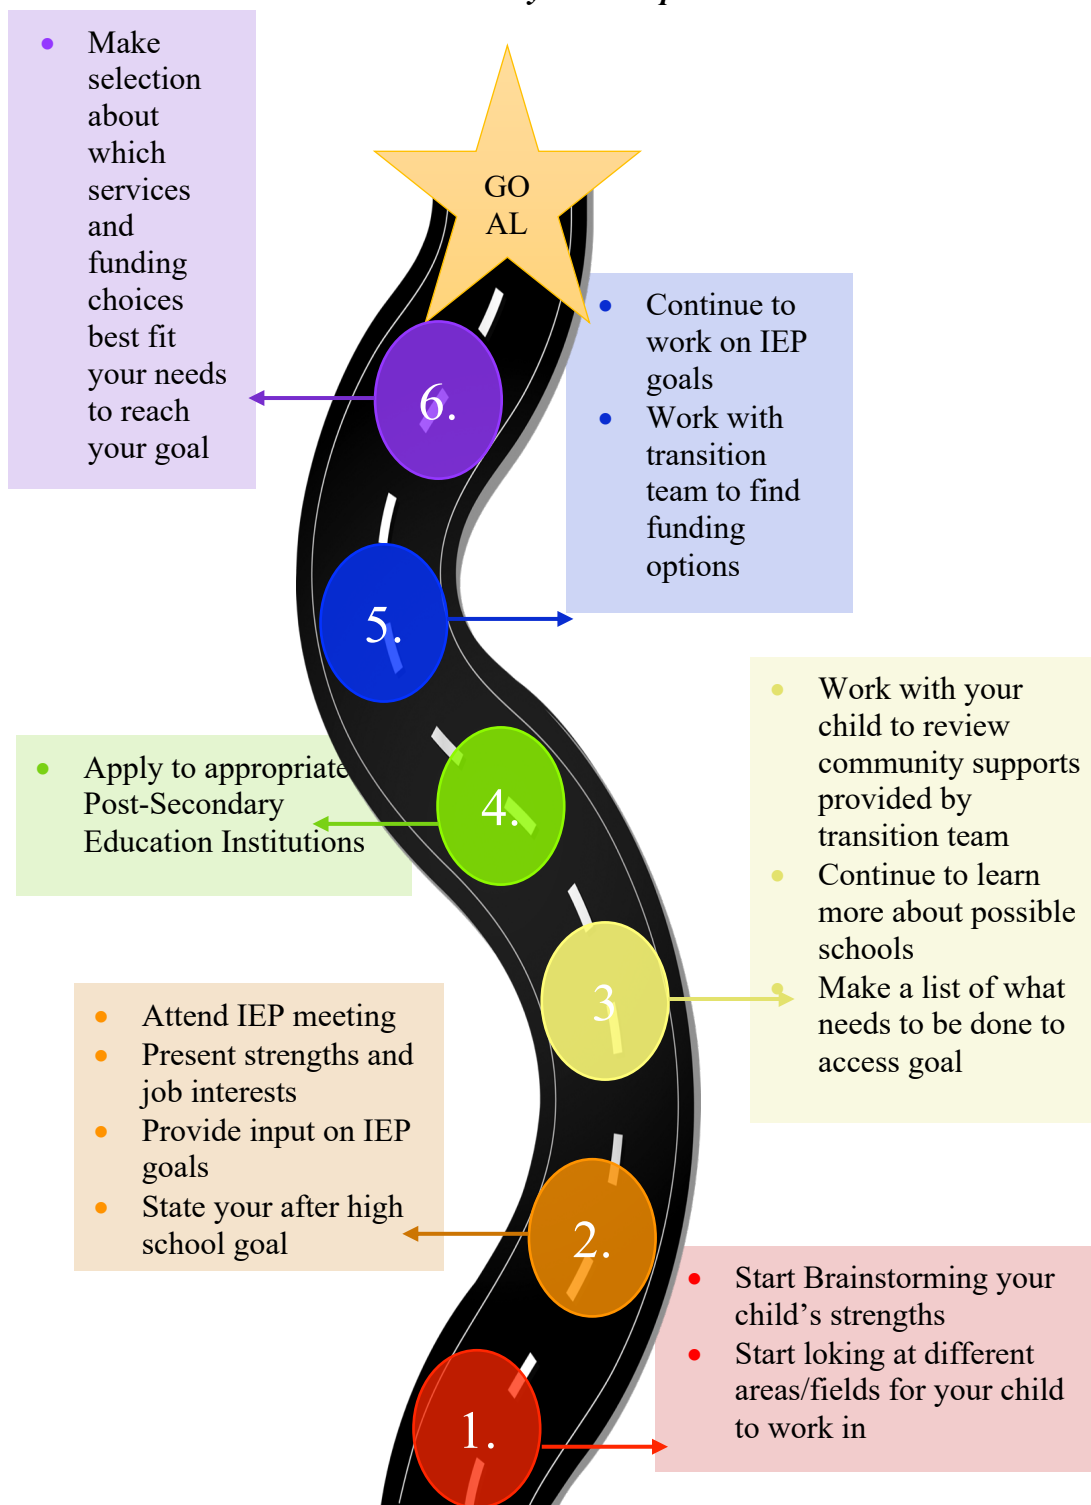 • Make
selection
about
which
services
and
funding
choices
best fit
your needs
to reach
your goal
GO
AL
6.
• Continue to
work on IEP
goals
• Work with
transition
team to find
funding
options
5.
• Work with your
child to review
community supports
provided by
transition team
• Continue to learn
more about possible
schools
• Make a list of what
needs to be done to
access goal
• Apply to appropriate
Post-Secondary
Education Institutions
4.
3
• Attend IEP meeting
• Present strengths and
job interests
• Provide input on IEP
goals
• State your after high
school goal
2.
• Start Brainstorming your
child’s strengths
• Start loking at different
areas/fields for your child
to work in
1.